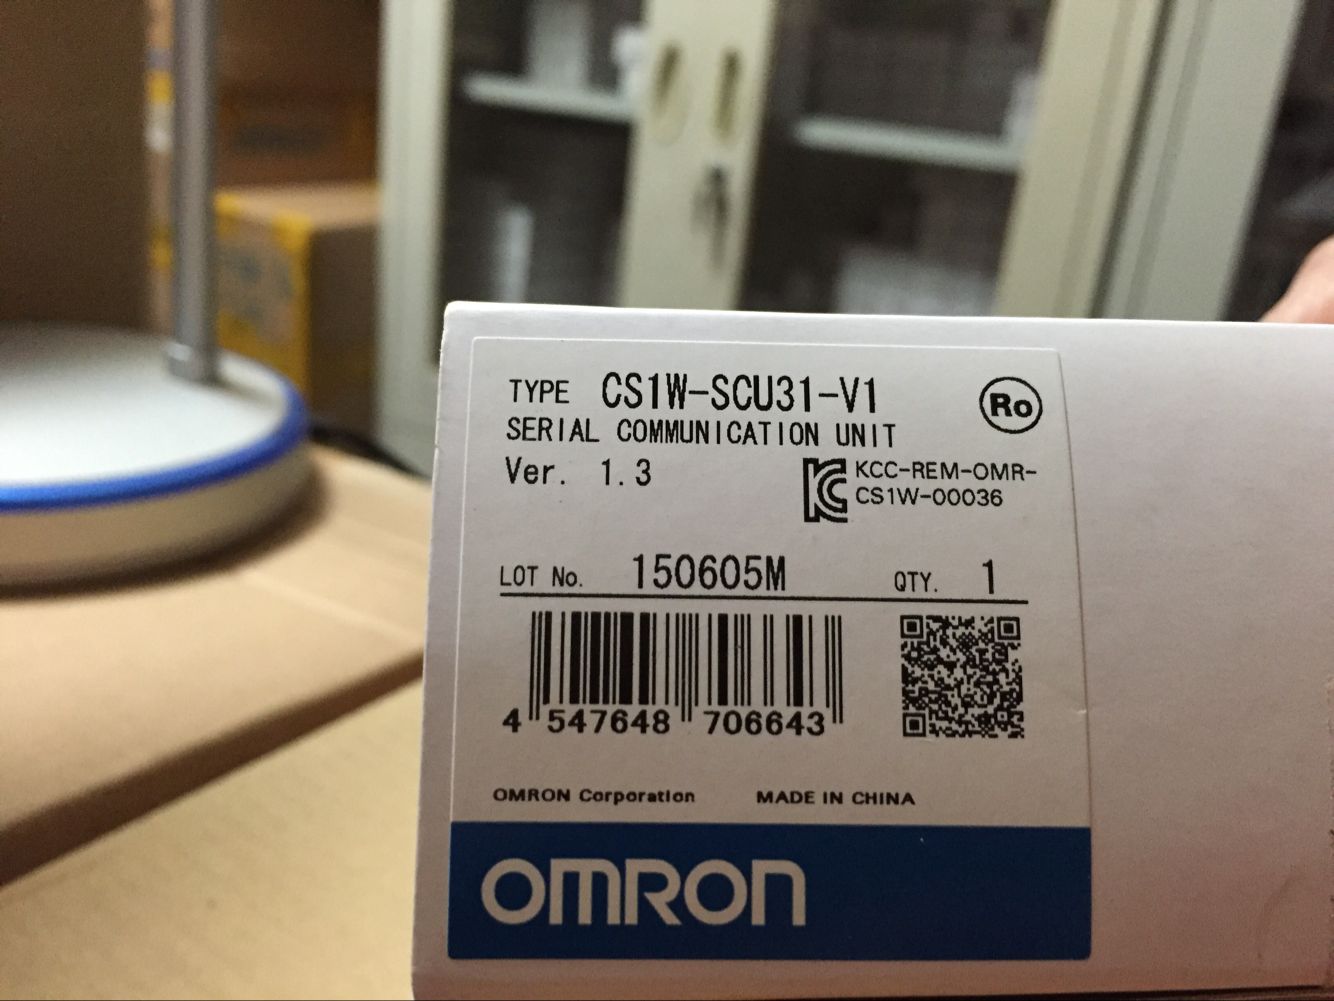 TYPE CS1W-SCU31-V1
Ro
SERIAL COMMUNICATION UNIT
Ver. 1.3
KCC-REM-OMR-
CS1W-00036
LOT No. 150605M QTY. 1
4 547648 706643
OMRON Corporation MADE IN CHINA
OMRON